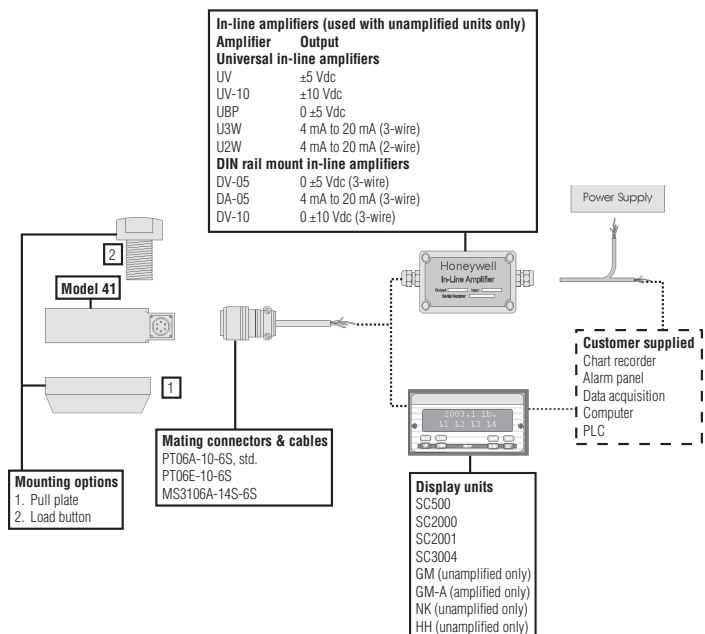 In-line amplifiers (used with unamplified units only)
Amplifier Output
Universal in-line amplifiers
UV ±5 Vdc
UV-10 ±10 Vdc
UBP 0 ±5 Vdc
U3W 4 mA to 20 mA (3-wire)
U2W 4 mA to 20 mA (2-wire)
DIN rail mount in-line amplifiers
DV-05 0 ±5 Vdc (3-wire)
DA-05 4 mA to 20 mA (3-wire)
DV-10 0 ±10 Vdc (3-wire)
Power Supply
2
Model 41
1
Mounting options
1. Pull plate
2. Load button
Mating connectors & cables
PT06A-10-6S, std.
PT06E-10-6S
MS3106A-14S-6S
Honeywell
In-Line Amplifier
Output Input
Serial Number
2003.1 lb.
L1 L2 L3 L4
Customer supplied
Chart recorder
Alarm panel
Data acquisition
Computer
PLC
Display units
SC500
SC2000
SC2001
SC3004
GM (unamplified only)
GM-A (amplified only)
NK (unamplified only)
HH (unamplified only)